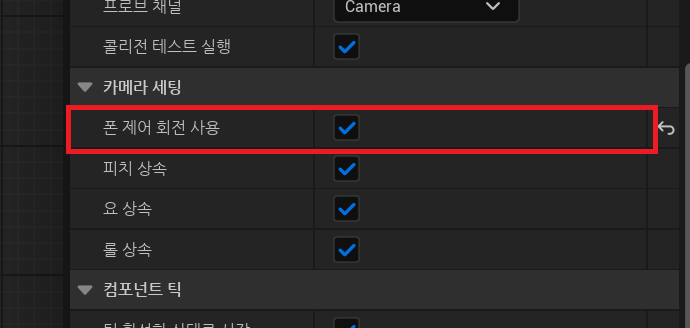 프로브 채널
Camera
콜리전 테스트 실행
카메라 세팅
폰 제어 회전 사용
피치 상속
요 상속
롤 상속
컴포넌트 틱